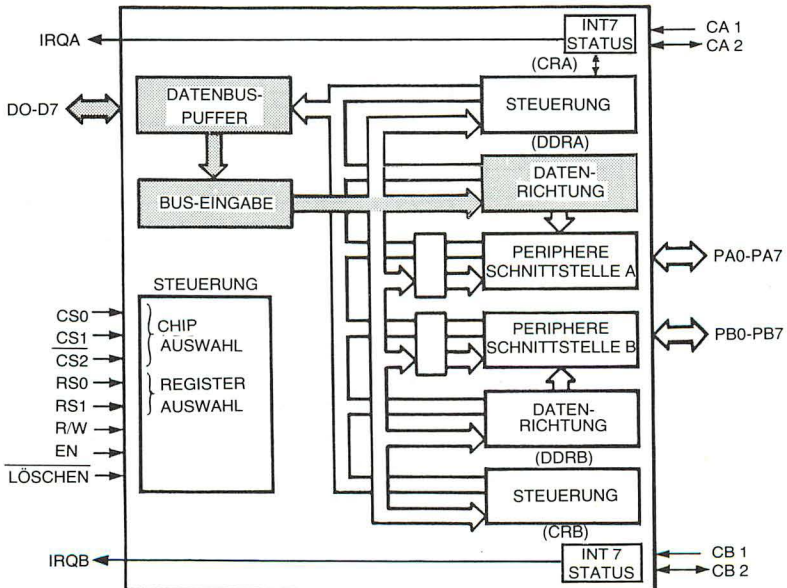 IRQA
INT7
STATUS
CA 1
CA 2
(CRA)
DO-D7
DATENBUS-
PUFFER
STEUERUNG
(DDRA)
BUS-EINGABE
DATEN-
RICHTUNG
PERIPHERE
SCHNITTSTELLE A
PA0-PA7
STEUERUNG
CS0
CS1
CS2
RS0
RS1
R/W
EN
LÖSCHEN
CHIP
AUSWAHL
REGISTER
AUSWAHL
PERIPHERE
SCHNITTSTELLE B
PB0-PB7
DATEN-
RICHTUNG
(DDRB)
STEUERUNG
(CRB)
IRQB
INT 7
STATUS
CB 1
CB 2